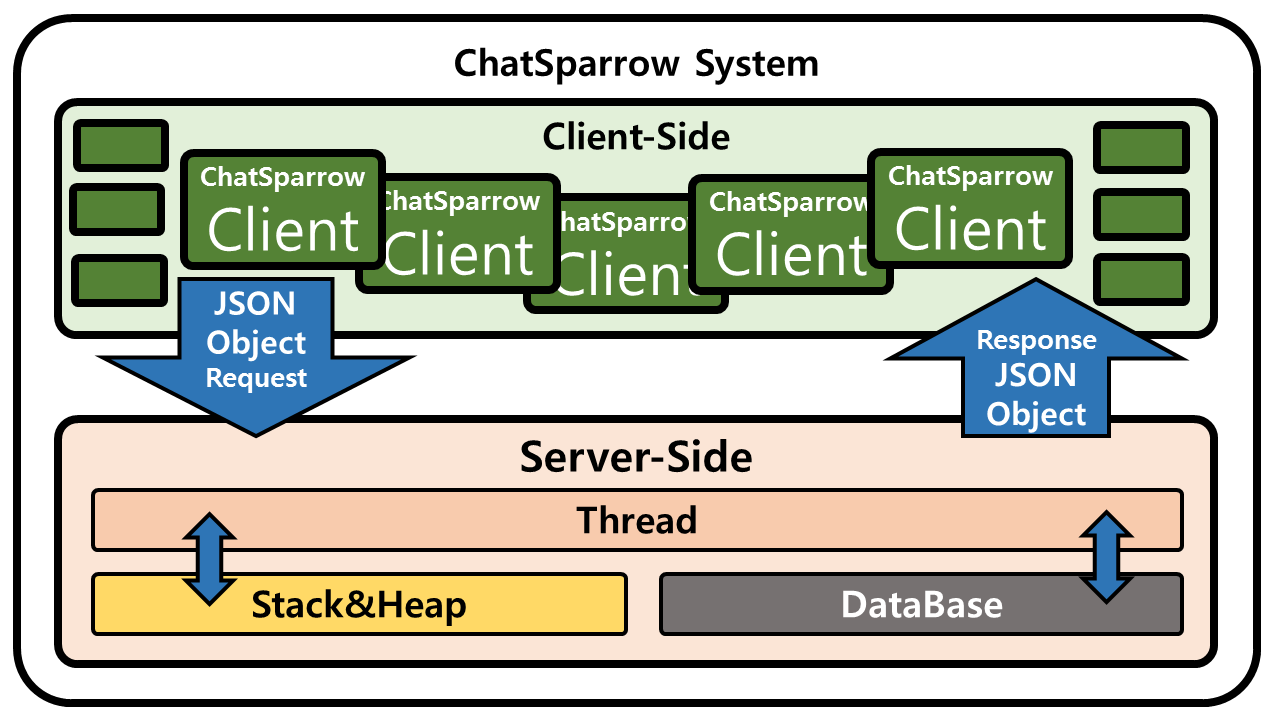 ChatSparrow System
Client-Side
ChatSparrow
Client
ChatSparrow
Client
hatSparro
Client
ChatSparrow
Client
ChatSparrow
Client
JSON
Object
Request
Response
JSON
Object
Server-Side
Thread
Stack&Heap
DataBase